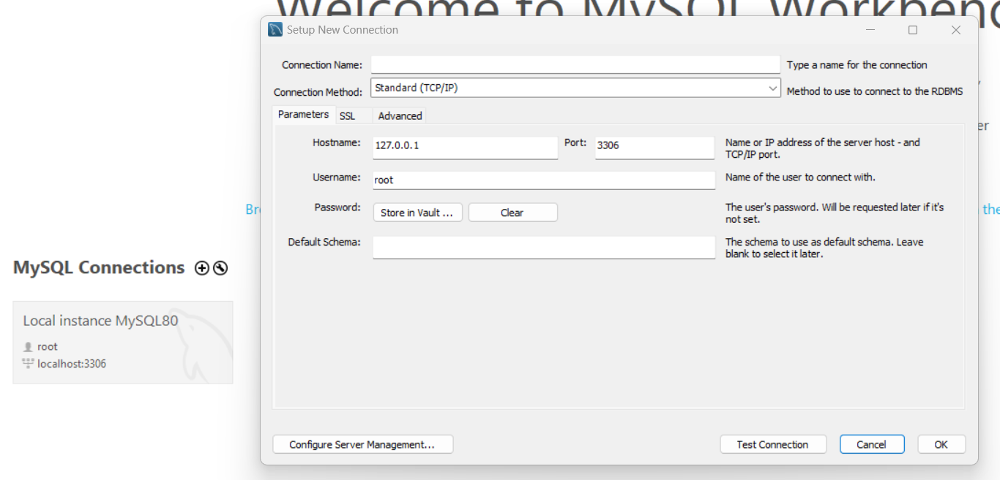 Welcome to MySQL Workbenc
Setup New Connection
Connection Name:
Type a name for the connection
Connection Method: Standard (TCP/IP)
Method to use to connect to the RDBMS
Parameters SSL Advanced
Hostname: 127.0.0.1 Port: 3306
Name or IP address of the server host - and
TCP/IP port.
Username: root
Name of the user to connect with.
Password: Store in Vault ... Clear
The user's password. Will be requested later if it's
not set.
Default Schema:
The schema to use as default schema. Leave
blank to select it later.
Configure Server Management...
Test Connection Cancel OK
er
Br
the
MySQL Connections
Local instance MySQL80
root
localhost:3306